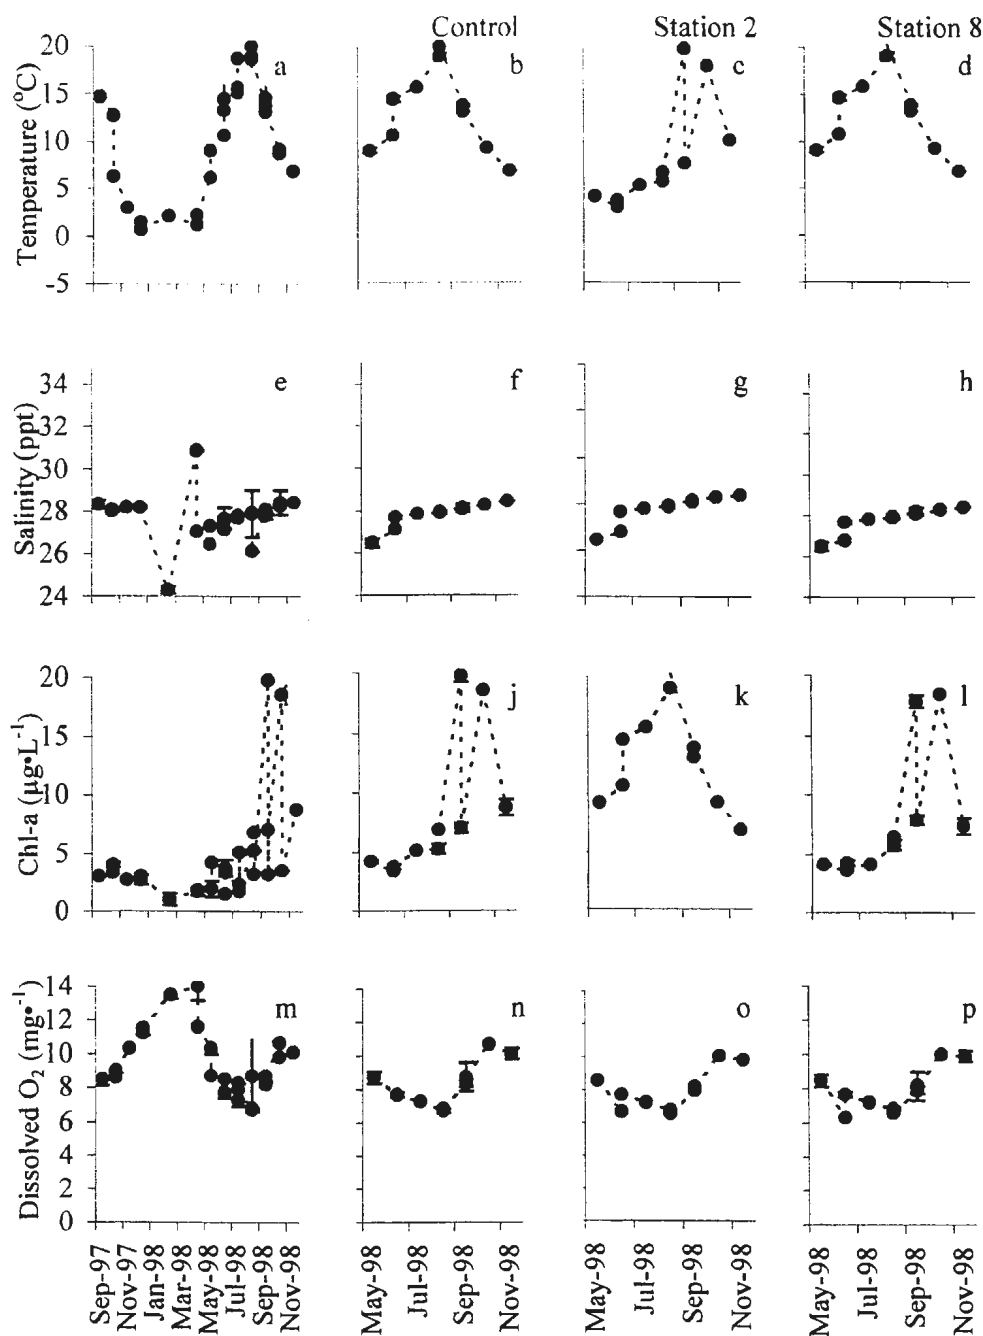 Control Station 2 Station 8
20 a b c d
15
10
5
0
-5
Temperature (°C)
34 e f g h
32
30
28
26
24
Salinity (ppt)
20 j k l
15
10
5
0
Chl-a (µg•L⁻¹)
14 m n o p
12
10
8
6
4
2
0
Dissolved O₂ (mg•⁻¹)
Sep-97 Nov-97 Jan-98 Mar-98 May-98 Jul-98 Sep-98 Nov-98 May-98 Jul-98 Sep-98 Nov-98 May-98 Jul-98 Sep-98 Nov-98 May-98 Jul-98 Sep-98 Nov-98